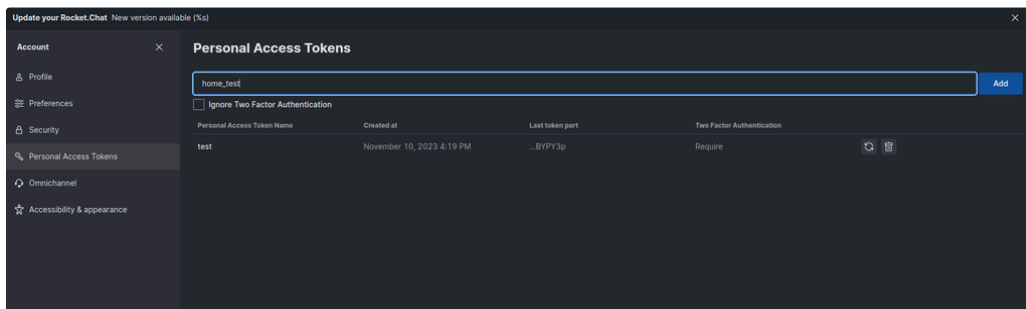 Update your Rocket.Chat New version available (%s)
Account
Profile
Preferences
Security
Personal Access Tokens
Omnichannel
Accessibility & appearance
Personal Access Tokens
home_test
Add
Ignore Two Factor Authentication
Personal Access Token Name Created at Last token part Two Factor Authentication
test November 10, 2023 4:19 PM ...BYPY3p Require